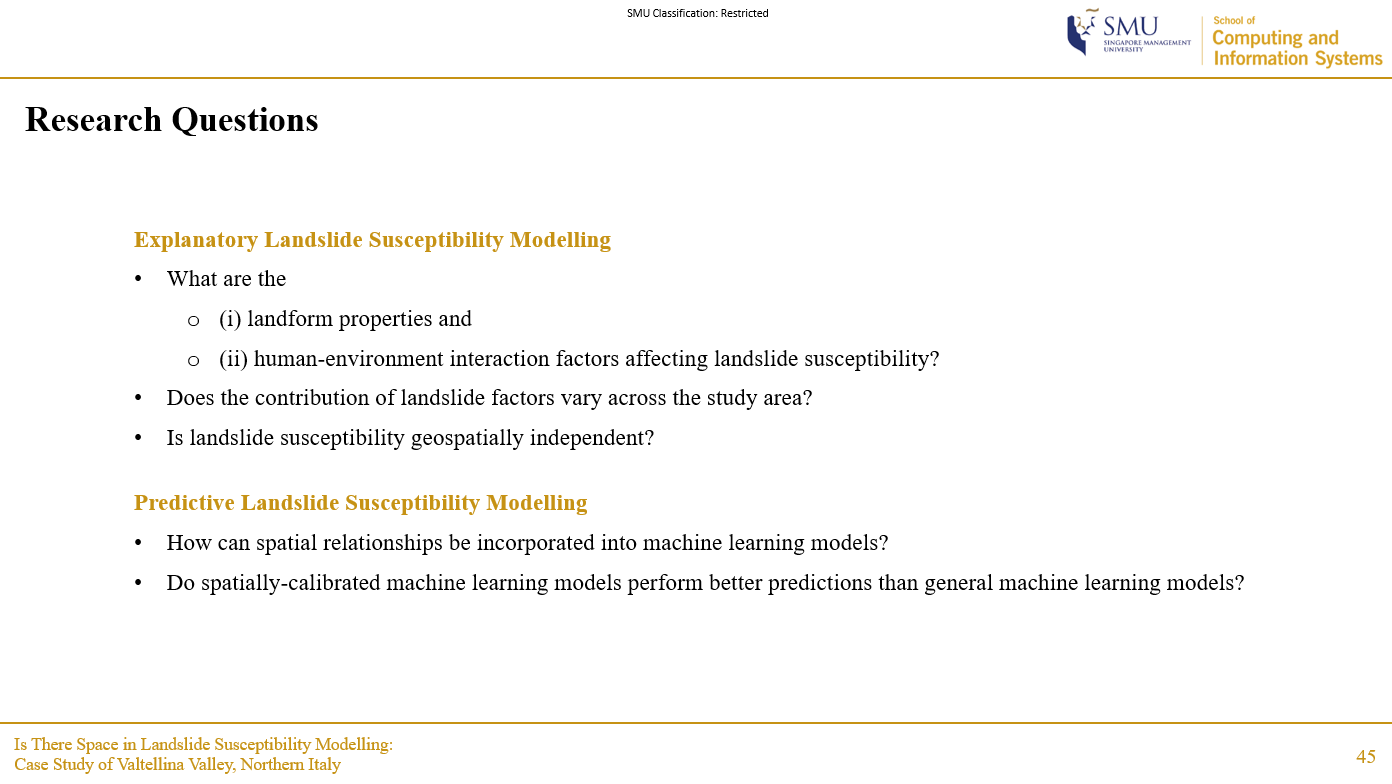 SMU Classification: Restricted
SMU
SINGAPORE MANAGEMENT
UNIVERSITY
School of
Computing and
Information Systems
Research Questions
Explanatory Landslide Susceptibility Modelling
• What are the
o (i) landform properties and
o (ii) human-environment interaction factors affecting landslide susceptibility?
• Does the contribution of landslide factors vary across the study area?
• Is landslide susceptibility geospatially independent?
Predictive Landslide Susceptibility Modelling
• How can spatial relationships be incorporated into machine learning models?
• Do spatially-calibrated machine learning models perform better predictions than general machine learning models?
Is There Space in Landslide Susceptibility Modelling:
Case Study of Valtellina Valley, Northern Italy
45